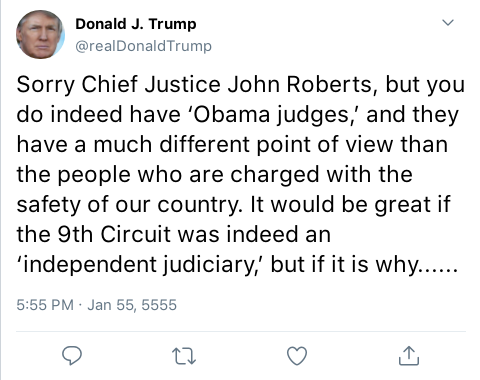 Donald J. Trump
@realDonaldTrump
Sorry Chief Justice John Roberts, but you
do indeed have ‘Obama judges,’ and they
have a much different point of view than
the people who are charged with the
safety of our country. It would be great if
the 9th Circuit was indeed an
‘independent judiciary,’ but if it is why......
5:55 PM · Jan 55, 5555